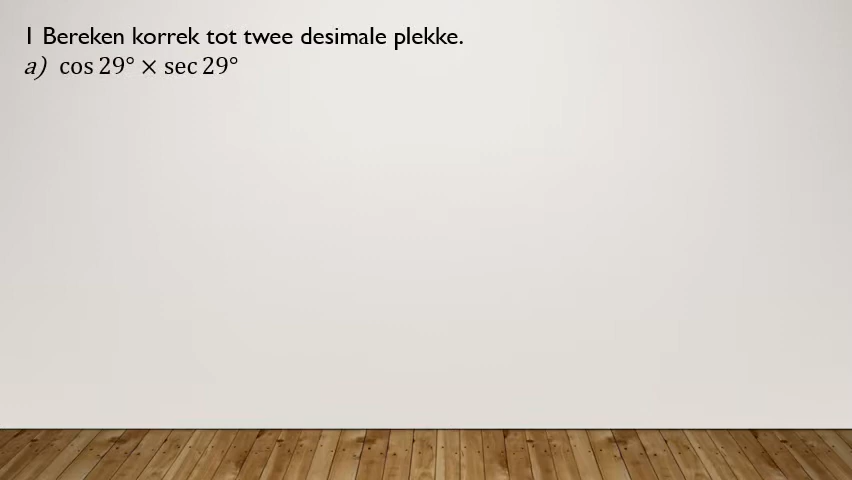 1 Bereken korrek tot twee desimale plekke.
a) cos 29° × sec 29°